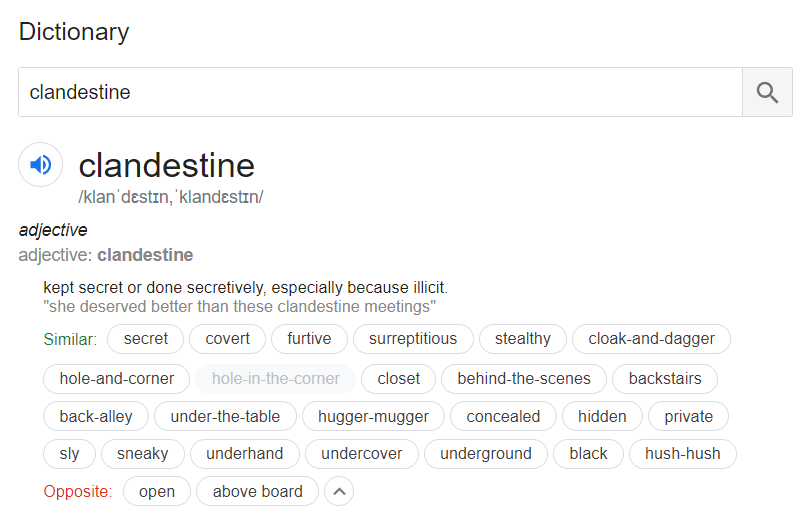 Dictionary
clandestine
clandestine
/klanˈdɛstɪn,ˈklandɛstɪn/
adjective
adjective: clandestine
kept secret or done secretively, especially because illicit.
"she deserved better than these clandestine meetings"
Similar: secret covert furtive surreptitious stealthy cloak-and-dagger
hole-and-corner hole-in-the-corner closet behind-the-scenes backstairs
back-alley under-the-table hugger-mugger concealed hidden private
sly sneaky underhand undercover underground black hush-hush
Opposite: open above board